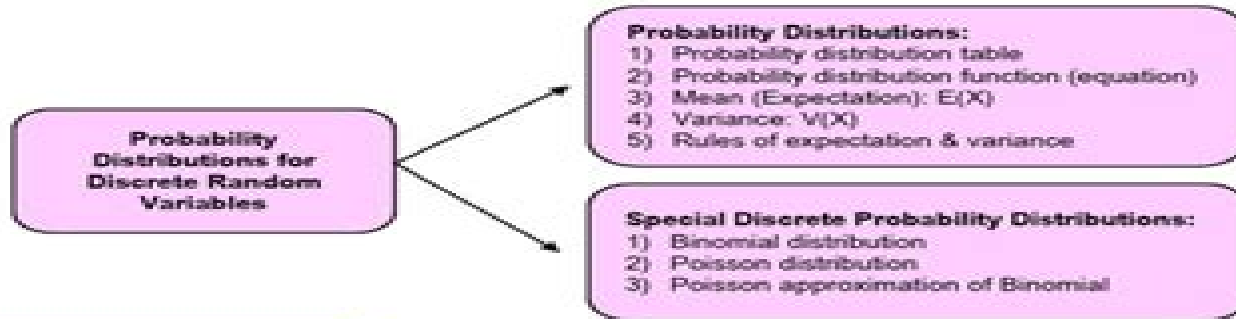 Probability
Distributions for
Discrete Random
Variables
Probability Distributions:
1) Probability distribution table
2) Probability distribution function (equation)
3) Mean (Expectation): E(X)
4) Variance: V(X)
5) Rules of expectation & variance
Special Discrete Probability Distributions:
1) Binomial distribution
2) Poisson distribution
3) Poisson approximation of Binomial